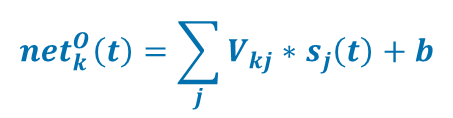 net_k^O(t) = ∑_j V_kj * s_j(t) + b